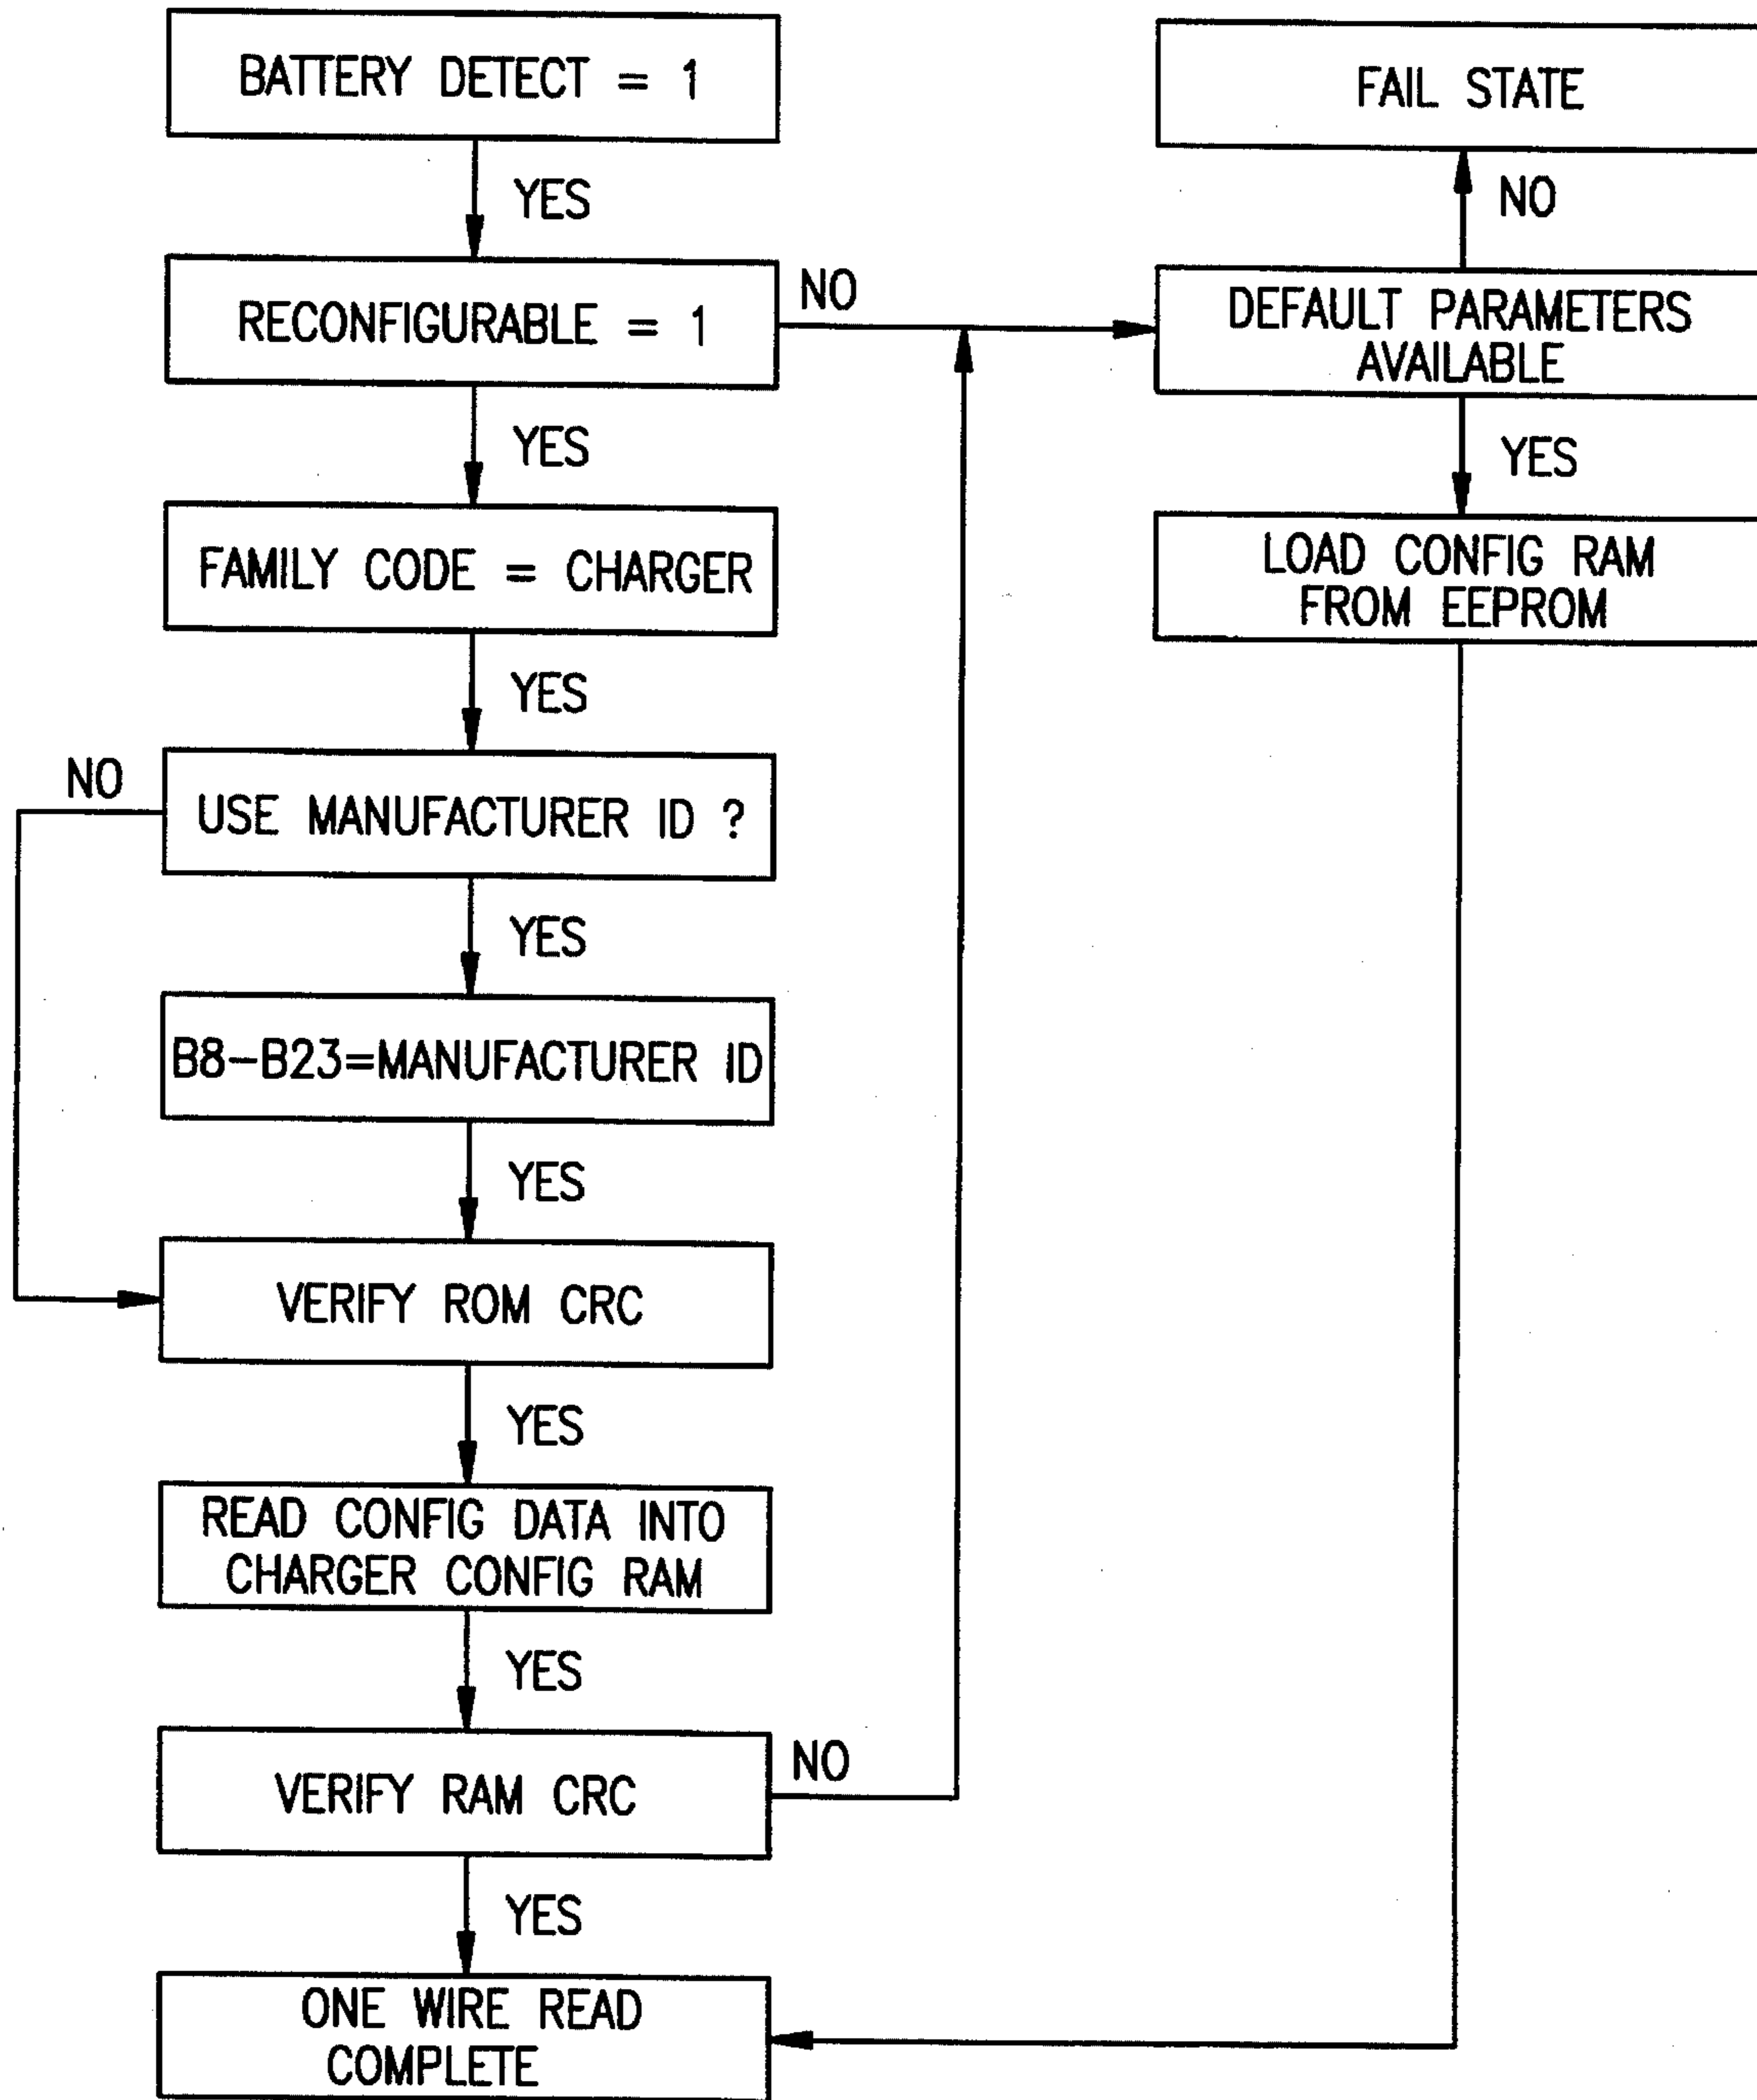 BATTERY DETECT = 1
YES
RECONFIGURABLE = 1
NO
YES
FAMILY CODE = CHARGER
YES
NO
USE MANUFACTURER ID ?
YES
B8-B23=MANUFACTURER ID
YES
VERIFY ROM CRC
YES
READ CONFIG DATA INTO
CHARGER CONFIG RAM
YES
VERIFY RAM CRC
NO
YES
ONE WIRE READ
COMPLETE
FAIL STATE
NO
DEFAULT PARAMETERS
AVAILABLE
YES
LOAD CONFIG RAM
FROM EEPROM